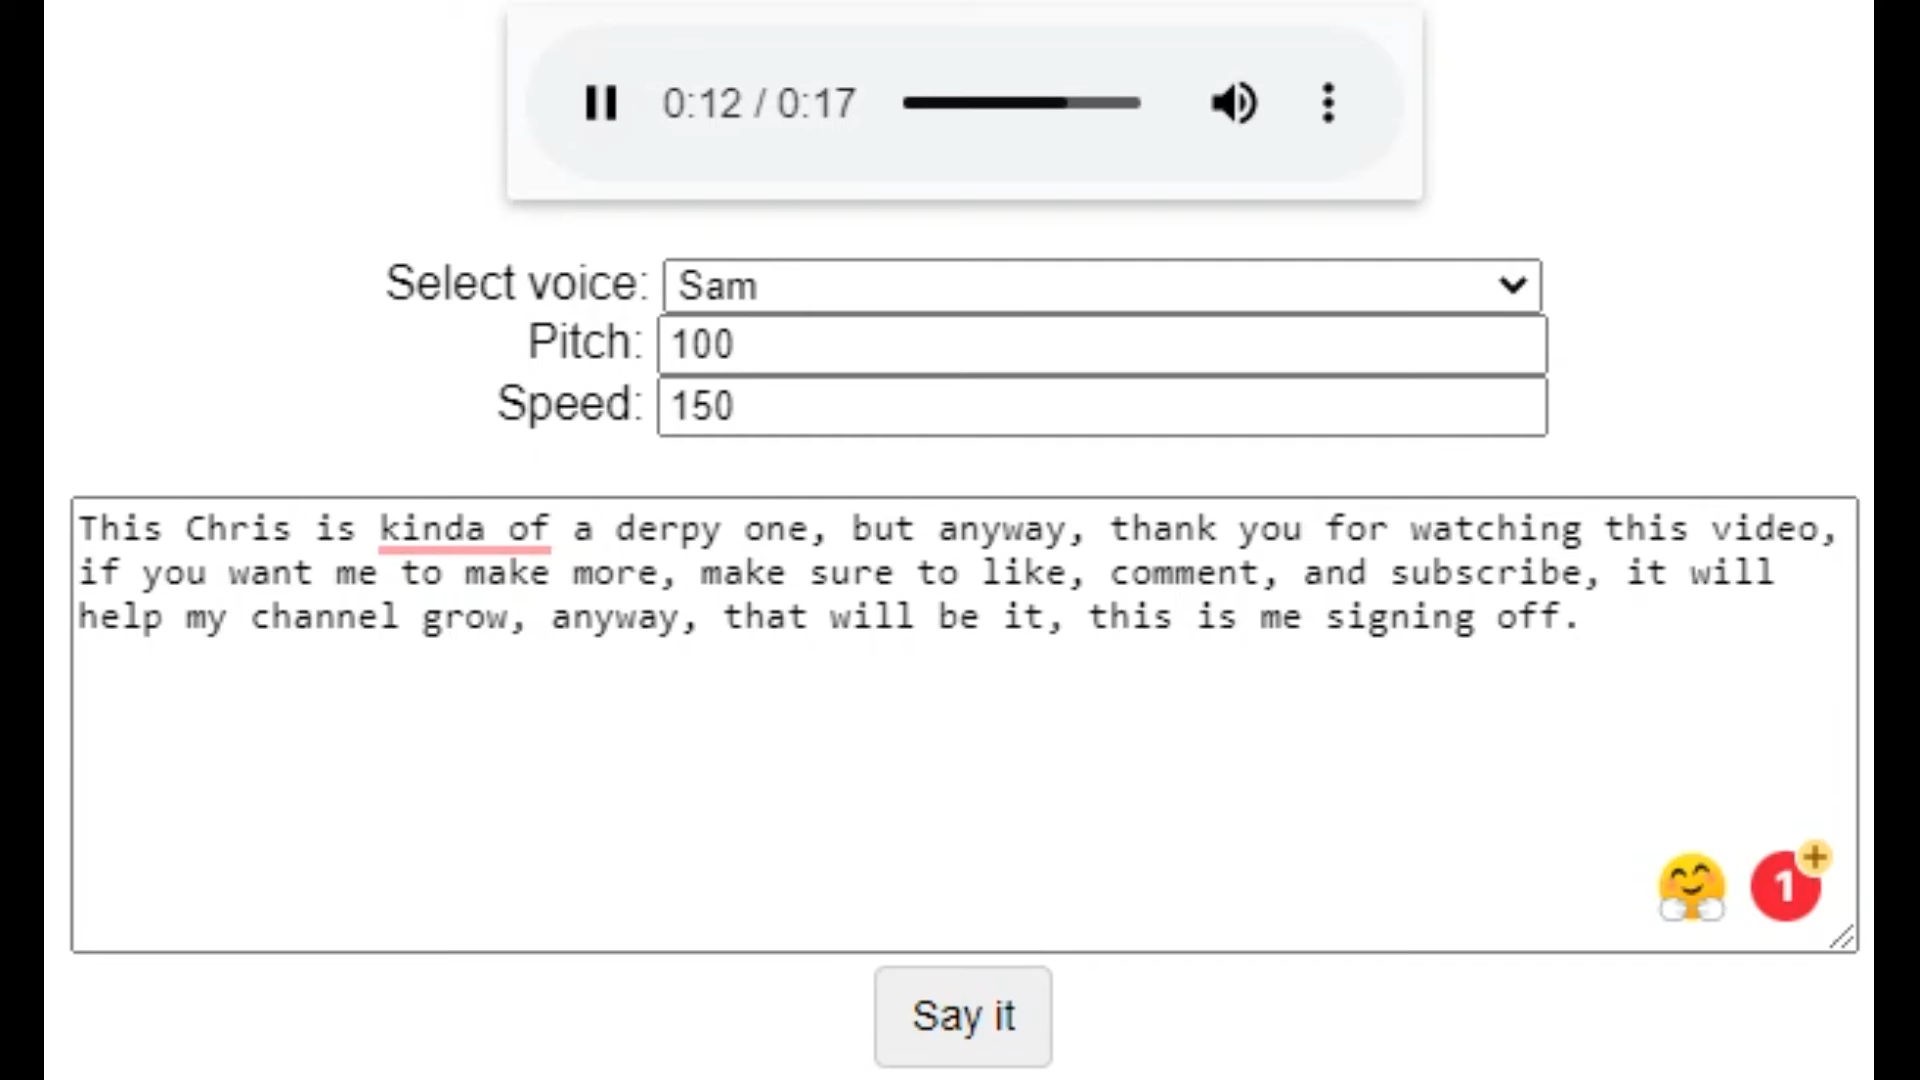 0:12 / 0:17
Select voice: Sam
Pitch: 100
Speed: 150
This Chris is kinda of a derpy one, but anyway, thank you for watching this video,
if you want me to make more, make sure to like, comment, and subscribe, it will
help my channel grow, anyway, that will be it, this is me signing off.
1
Say it